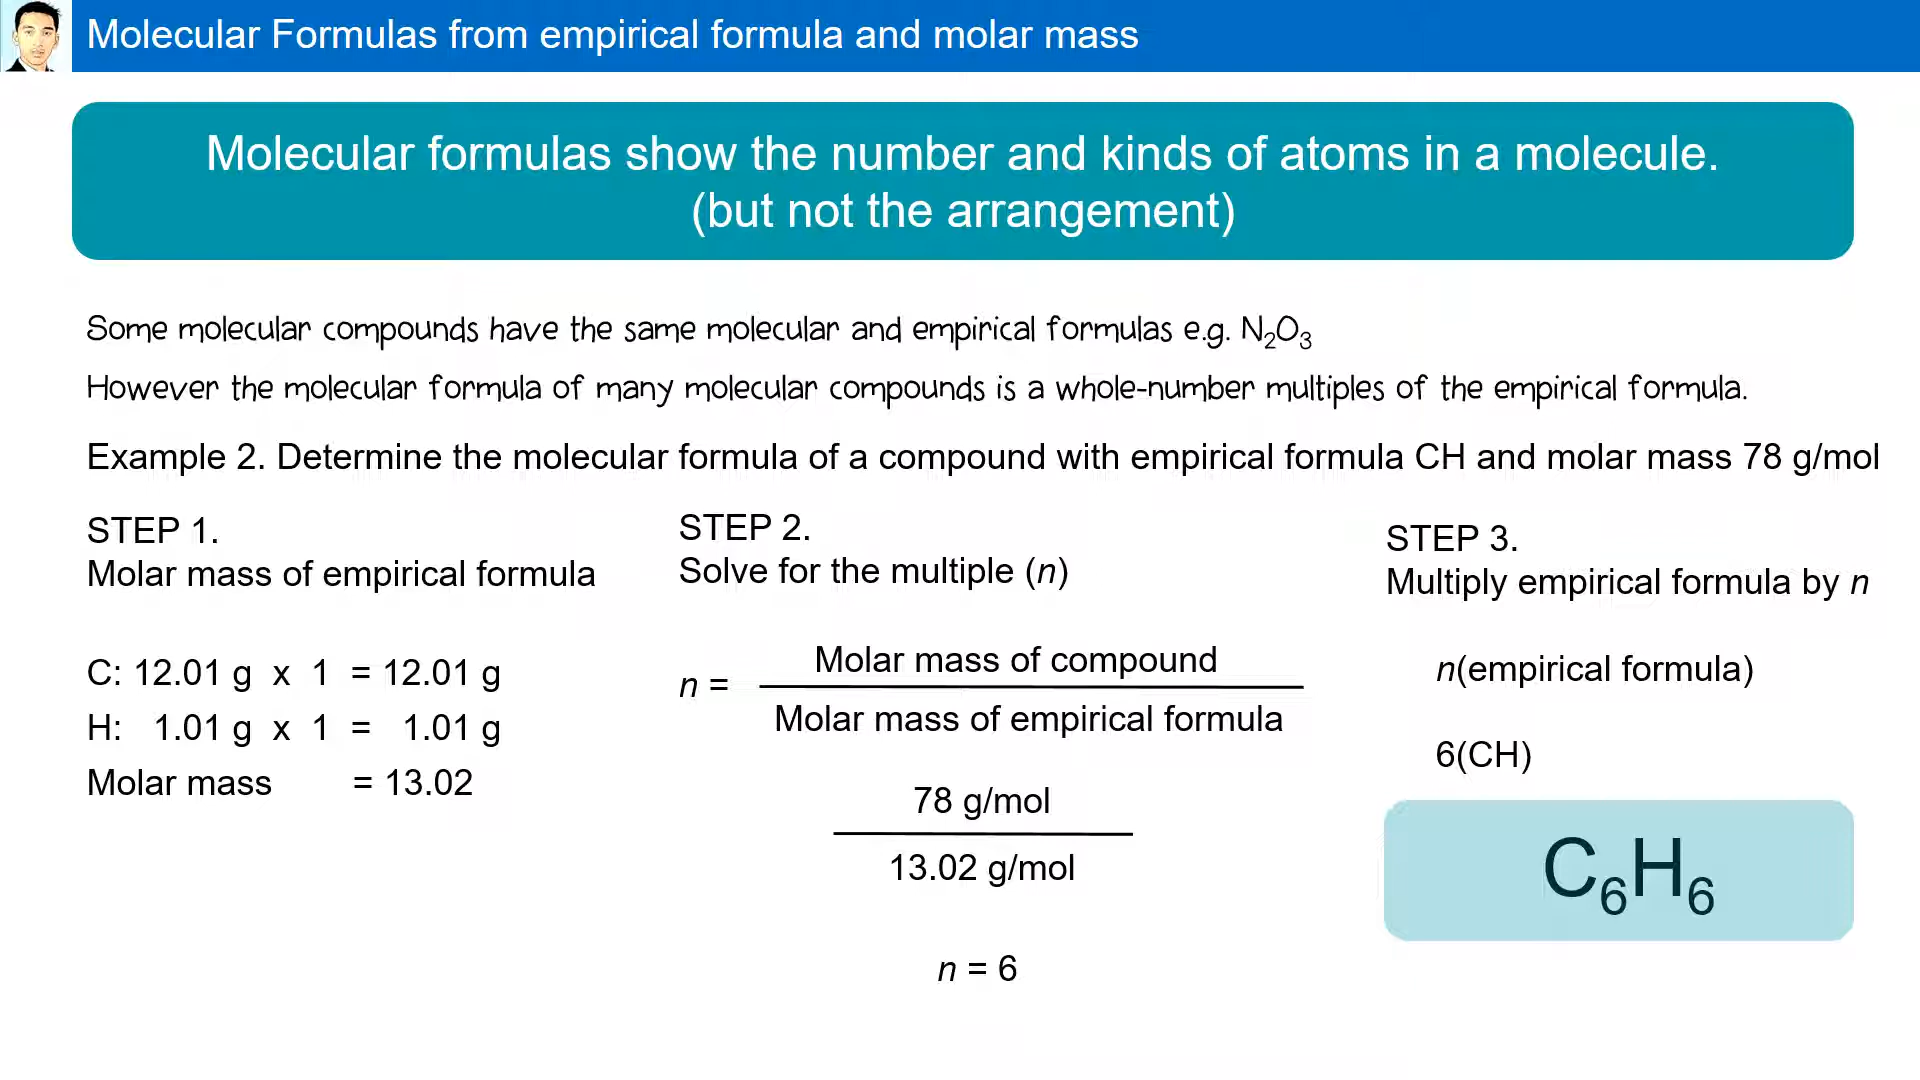 Molecular Formulas from empirical formula and molar mass
Molecular formulas show the number and kinds of atoms in a molecule.
(but not the arrangement)
Some molecular compounds have the same molecular and empirical formulas e.g. N₂O₃
However the molecular formula of many molecular compounds is a whole-number multiples of the empirical formula.
Example 2. Determine the molecular formula of a compound with empirical formula CH and molar mass 78 g/mol
STEP 1.
Molar mass of empirical formula
C: 12.01 g x 1 = 12.01 g
H: 1.01 g x 1 = 1.01 g
Molar mass = 13.02
STEP 2.
Solve for the multiple (n)
n =
Molar mass of compound
Molar mass of empirical formula
78 g/mol
13.02 g/mol
n = 6
STEP 3.
Multiply empirical formula by n
n(empirical formula)
6(CH)
C₆H₆